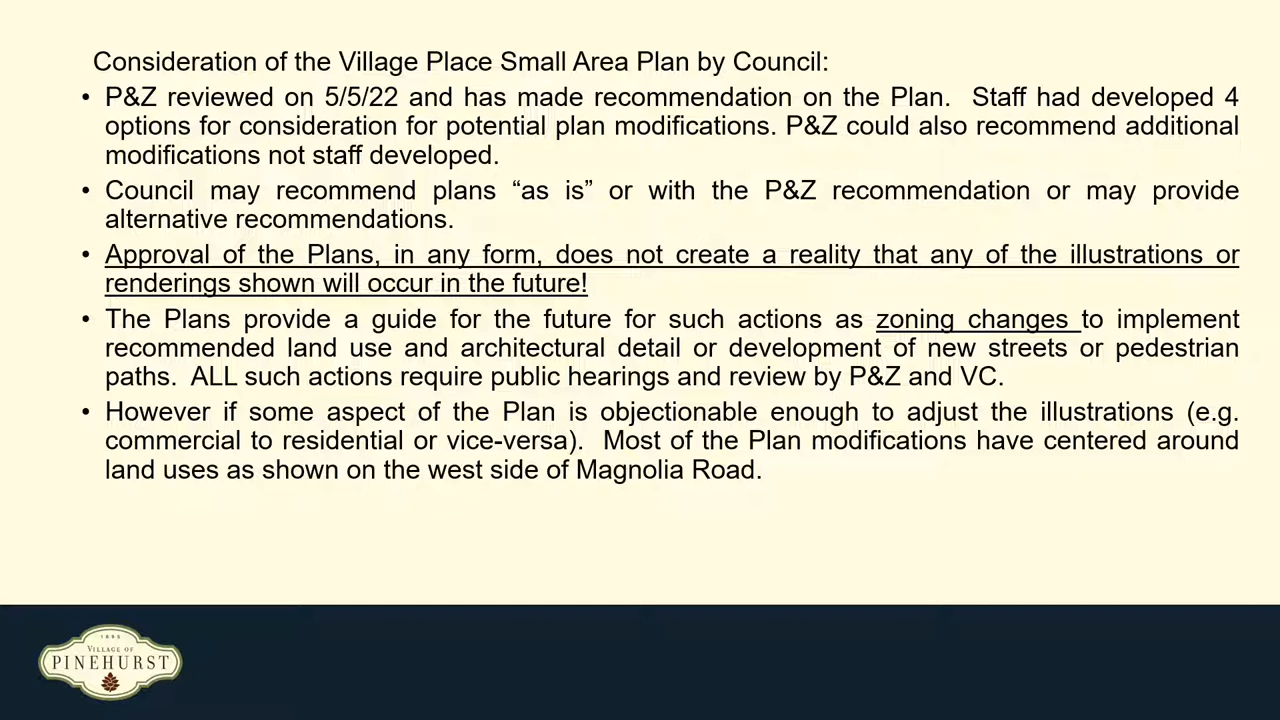 Consideration of the Village Place Small Area Plan by Council:
• P&Z reviewed on 5/5/22 and has made recommendation on the Plan.  Staff had developed 4
options for consideration for potential plan modifications. P&Z could also recommend additional
modifications not staff developed.
• Council may recommend plans “as is” or with the P&Z recommendation or may provide
alternative recommendations.
• Approval of the Plans, in any form, does not create a reality that any of the illustrations or
renderings shown will occur in the future!
• The Plans provide a guide for the future for such actions as zoning changes to implement
recommended land use and architectural detail or development of new streets or pedestrian
paths.  ALL such actions require public hearings and review by P&Z and VC.
• However if some aspect of the Plan is objectionable enough to adjust the illustrations (e.g.
commercial to residential or vice-versa).  Most of the Plan modifications have centered around
land uses as shown on the west side of Magnolia Road.
1895
VILLAGE OF
PINEHURST